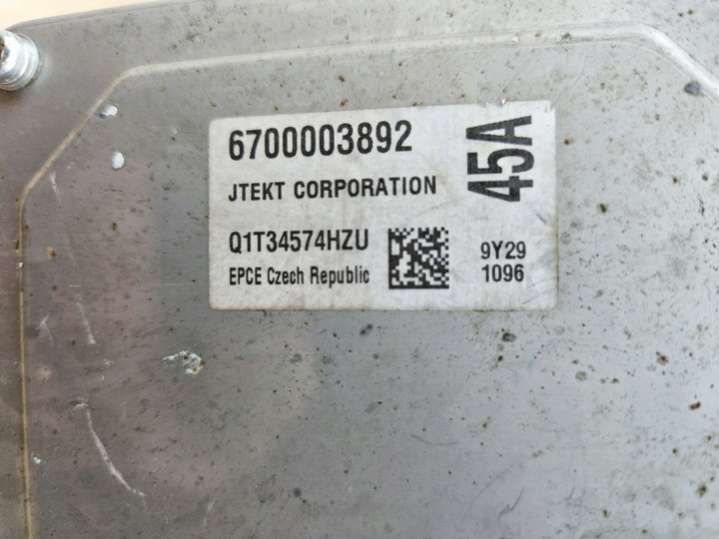 6700003892
45A
JTEKT CORPORATION
Q1T34574HZU
9Y29
EPCE Czech Republic
1096